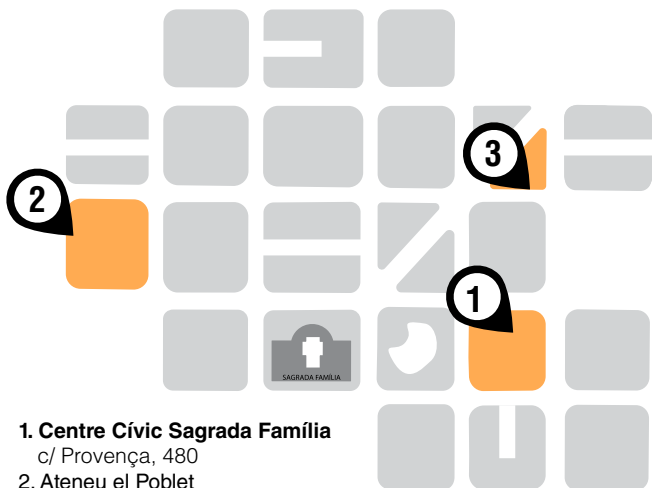 3
2
1
SAGRADA FAMÍLIA
1. Centre Cívic Sagrada Família
c/ Provença, 480
2. Ateneu el Poblet